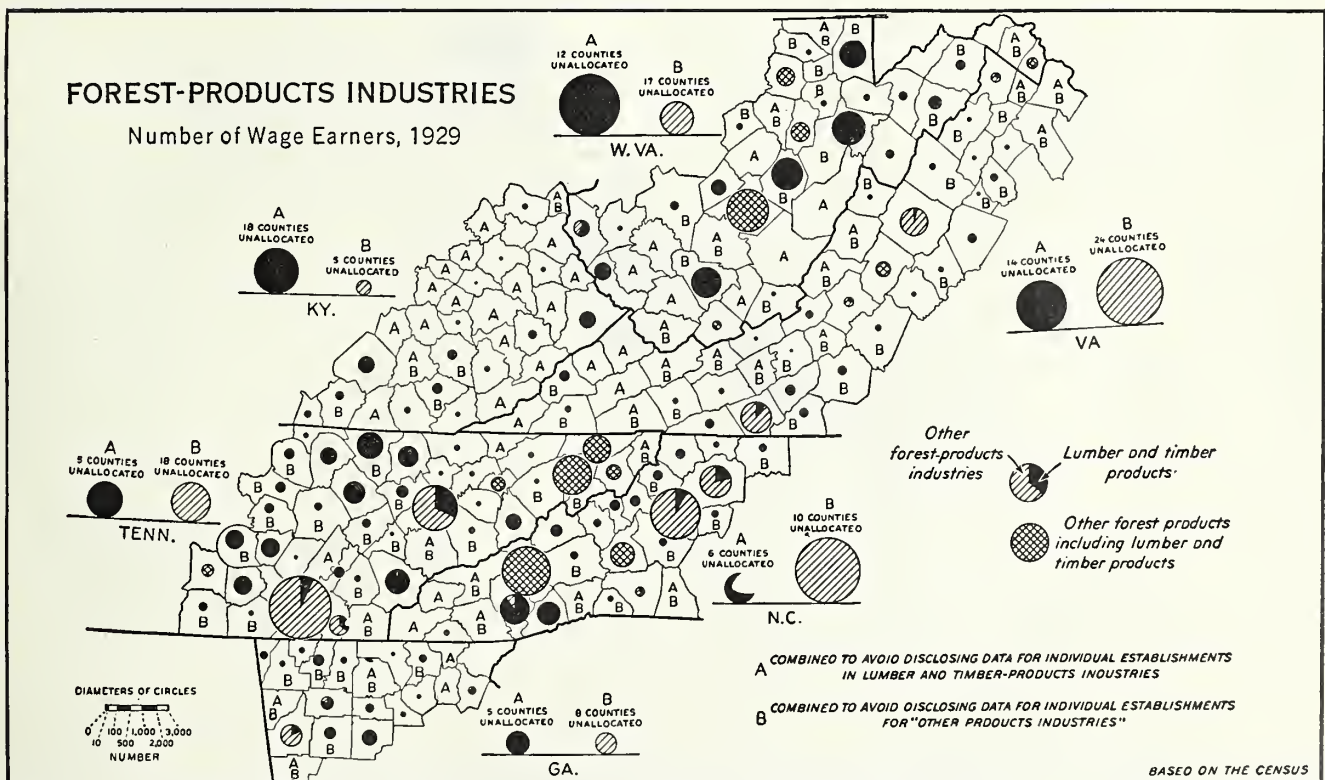 FOREST-PRODUCTS INDUSTRIES
Number of Wage Earners, 1929
A
12 COUNTIES
UNALLOCATED
B
17 COUNTIES
UNALLOCATED
W. VA.
A
18 COUNTIES
UNALLOCATED
B
5 COUNTIES
UNALLOCATED
KY.
A
14 COUNTIES
UNALLOCATED
B
24 COUNTIES
UNALLOCATED
VA
Other
forest-products
industries
Lumber and timber
products
Other forest products
including lumber and
timber products
A
5 COUNTIES
UNALLOCATED
B
18 COUNTIES
UNALLOCATED
TENN.
A
6 COUNTIES
UNALLOCATED
B
10 COUNTIES
UNALLOCATED
N.C.
A COMBINED TO AVOID DISCLOSING DATA FOR INDIVIDUAL ESTABLISHMENTS
IN LUMBER AND TIMBER-PRODUCTS INDUSTRIES
B COMBINED TO AVOID DISCLOSING DATA FOR INDIVIDUAL ESTABLISHMENTS
FOR "OTHER PRODUCTS INDUSTRIES"
DIAMETERS OF CIRCLES
0 100 1,000 3,000
10 500 2,000
NUMBER
A
5 COUNTIES
UNALLOCATED
B
8 COUNTIES
UNALLOCATED
GA.
BASED ON THE CENSUS